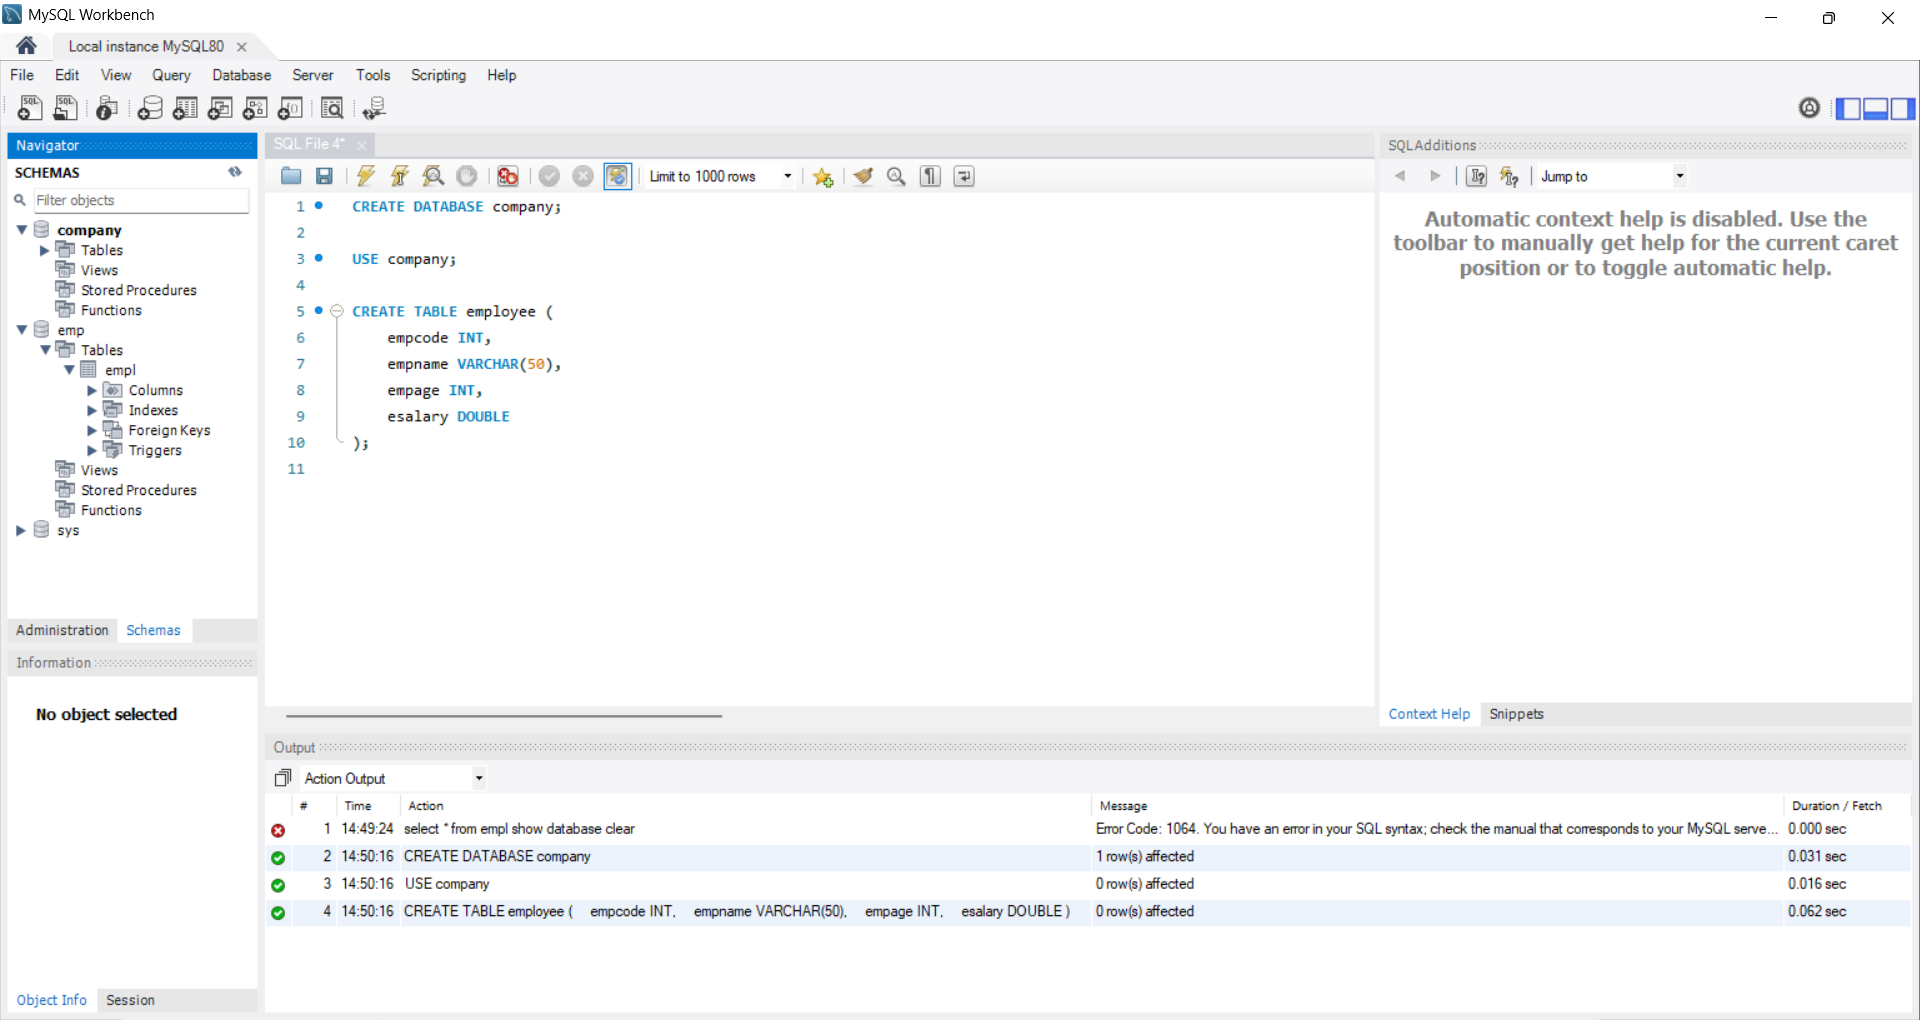 MySQL Workbench
Local instance MySQL80
File Edit View Query Database Server Tools Scripting Help
Navigator
SCHEMAS
Filter objects
company
Tables
Views
Stored Procedures
Functions
emp
Tables
empl
Columns
Indexes
Foreign Keys
Triggers
Views
Stored Procedures
Functions
sys
Administration Schemas
Information
No object selected
Object Info Session
SQL File 4*
Limit to 1000 rows
1 CREATE DATABASE company;
2
3 USE company;
4
5 CREATE TABLE employee (
6 empcode INT,
7 empname VARCHAR(50),
8 empage INT,
9 esalary DOUBLE
10 );
11
SQLAdditions
Jump to
Automatic context help is disabled. Use the
toolbar to manually get help for the current caret
position or to toggle automatic help.
Context Help Snippets
Output
Action Output
# Time Action Message Duration / Fetch
1 14:49:24 select * from empl show database clear Error Code: 1064. You have an error in your SQL syntax; check the manual that corresponds to your MySQL serve... 0.000 sec
2 14:50:16 CREATE DATABASE company 1 row(s) affected 0.031 sec
3 14:50:16 USE company 0 row(s) affected 0.016 sec
4 14:50:16 CREATE TABLE employee ( empcode INT, empname VARCHAR(50), empage INT, esalary DOUBLE ) 0 row(s) affected 0.062 sec